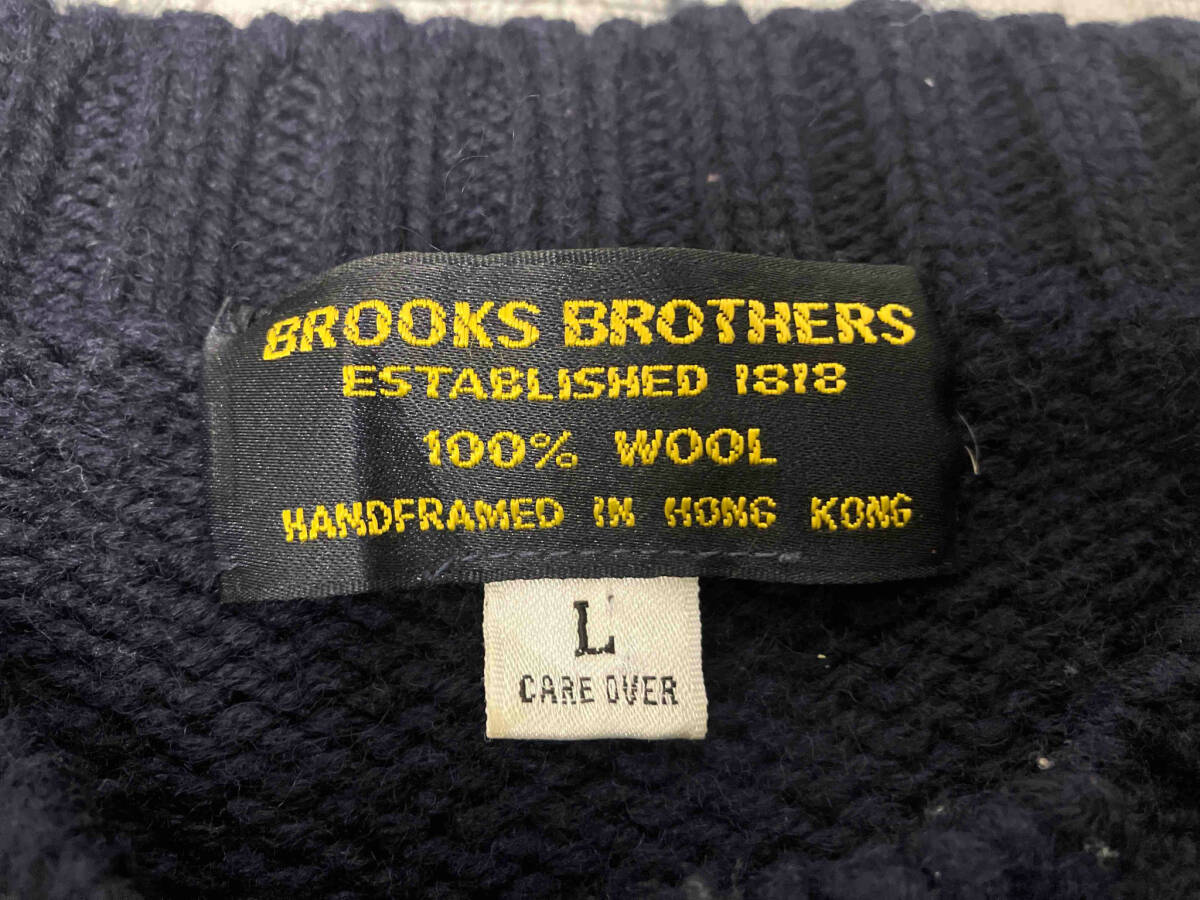 BROOKS BROTHERS
ESTABLISHED 1818
100% WOOL
HANDFRAMED IN HONG KONG
L
CARE OVER